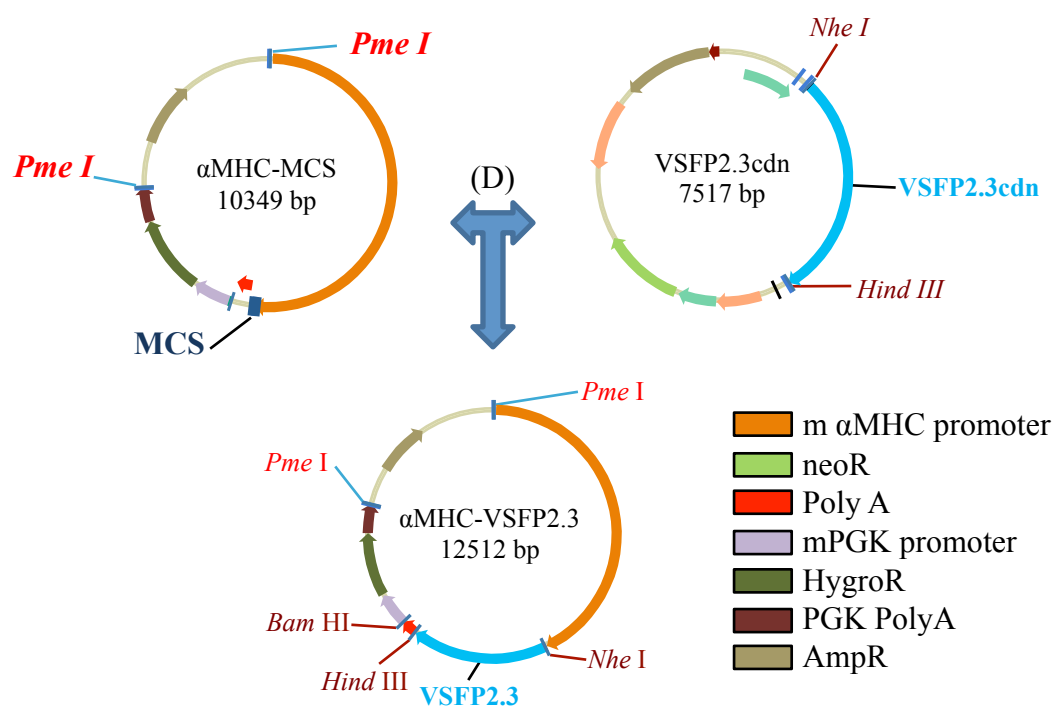 Pme I
Nhe I
Pme I
αMHC-MCS
10349 bp
(D)
VSFP2.3cdn
7517 bp
VSFP2.3cdn
Hind III
MCS
Pme I
Pme I
αMHC-VSFP2.3
12512 bp
Bam HI
Hind III
VSFP2.3
Nhe I
m αMHC promoter
neoR
Poly A
mPGK promoter
HygroR
PGK PolyA
AmpR